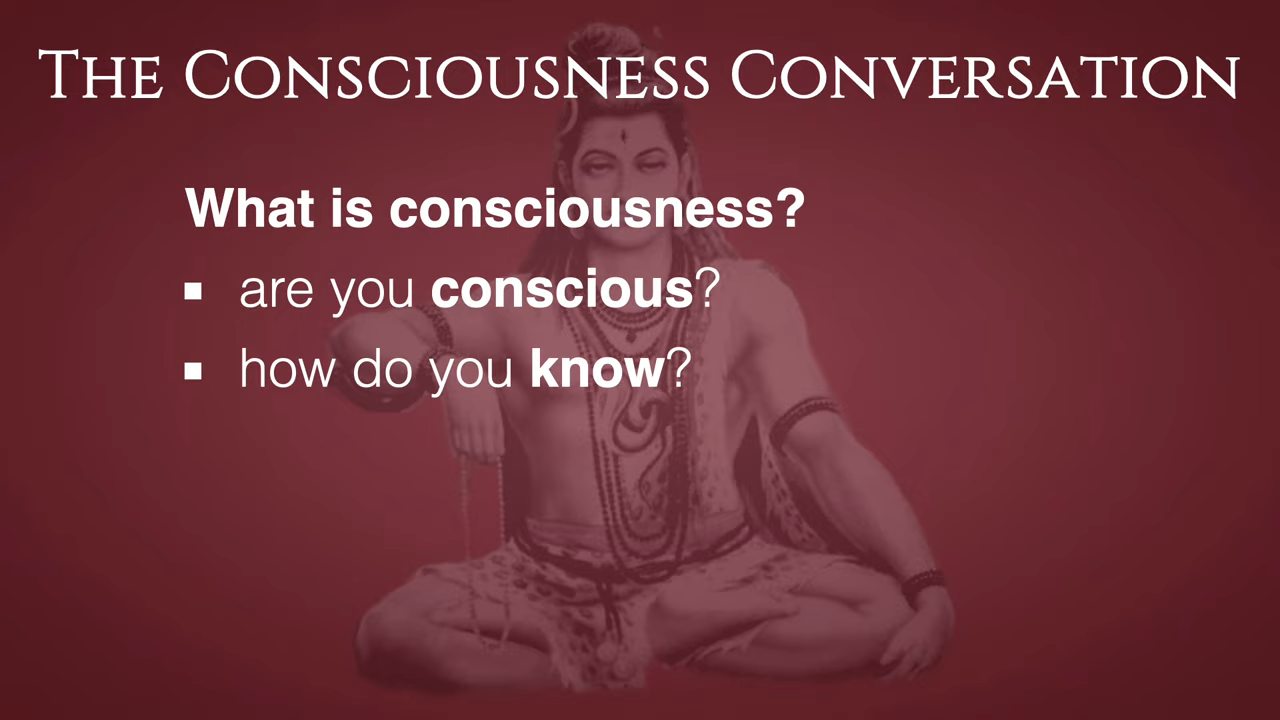 The Consciousness Conversation
What is consciousness?
▪ are you conscious?
▪ how do you know?